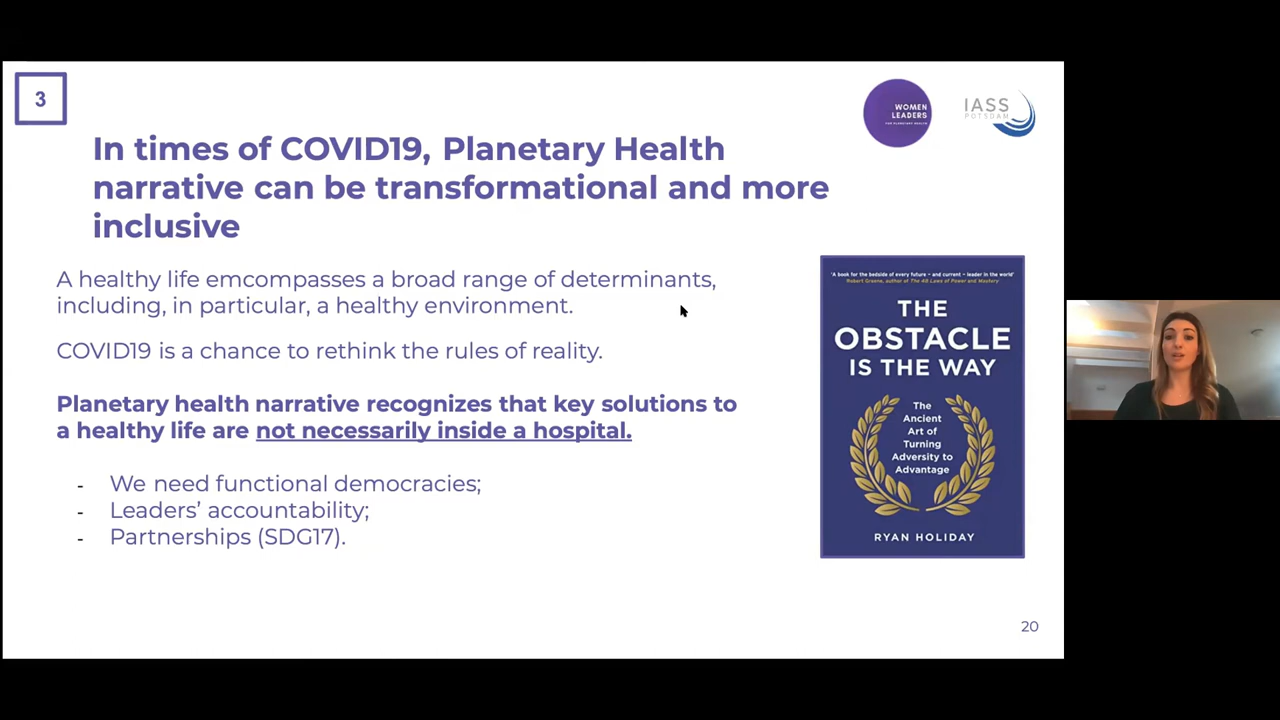 3
WOMEN
LEADERS
FOR PLANETARY HEALTH
IASS
POTSDAM
In times of COVID19, Planetary Health
narrative can be transformational and more
inclusive
A healthy life emcompasses a broad range of determinants,
including, in particular, a healthy environment.
COVID19 is a chance to rethink the rules of reality.
Planetary health narrative recognizes that key solutions to
a healthy life are not necessarily inside a hospital.
- We need functional democracies;
- Leaders’ accountability;
- Partnerships (SDG17).
'A book for the bedside of every future – and current – leader in the world'
Robert Greene, author of The 48 Laws of Power and Mastery
THE
OBSTACLE
IS THE WAY
The
Ancient
Art of
Turning
Adversity to
Advantage
RYAN HOLIDAY
20